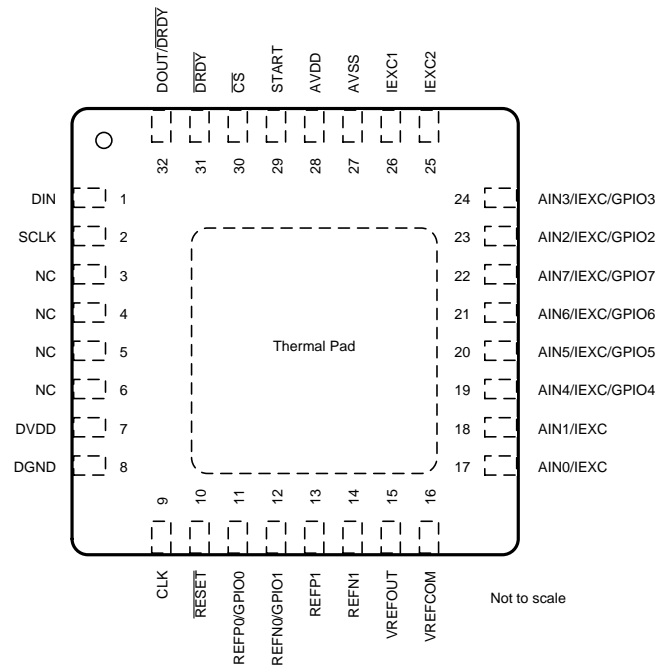 DOUT/DRDY
DRDY
CS
START
AVDD
AVSS
IEXC1
IEXC2
32
31
30
29
28
27
26
25
DIN 1
SCLK 2
NC 3
NC 4
NC 5
NC 6
DVDD 7
DGND 8
Thermal Pad
24 AIN3/IEXC/GPIO3
23 AIN2/IEXC/GPIO2
22 AIN7/IEXC/GPIO7
21 AIN6/IEXC/GPIO6
20 AIN5/IEXC/GPIO5
19 AIN4/IEXC/GPIO4
18 AIN1/IEXC
17 AIN0/IEXC
9
10
11
12
13
14
15
16
CLK
RESET
REFP0/GPIO0
REFN0/GPIO1
REFP1
REFN1
VREFOUT
VREFCOM
Not to scale